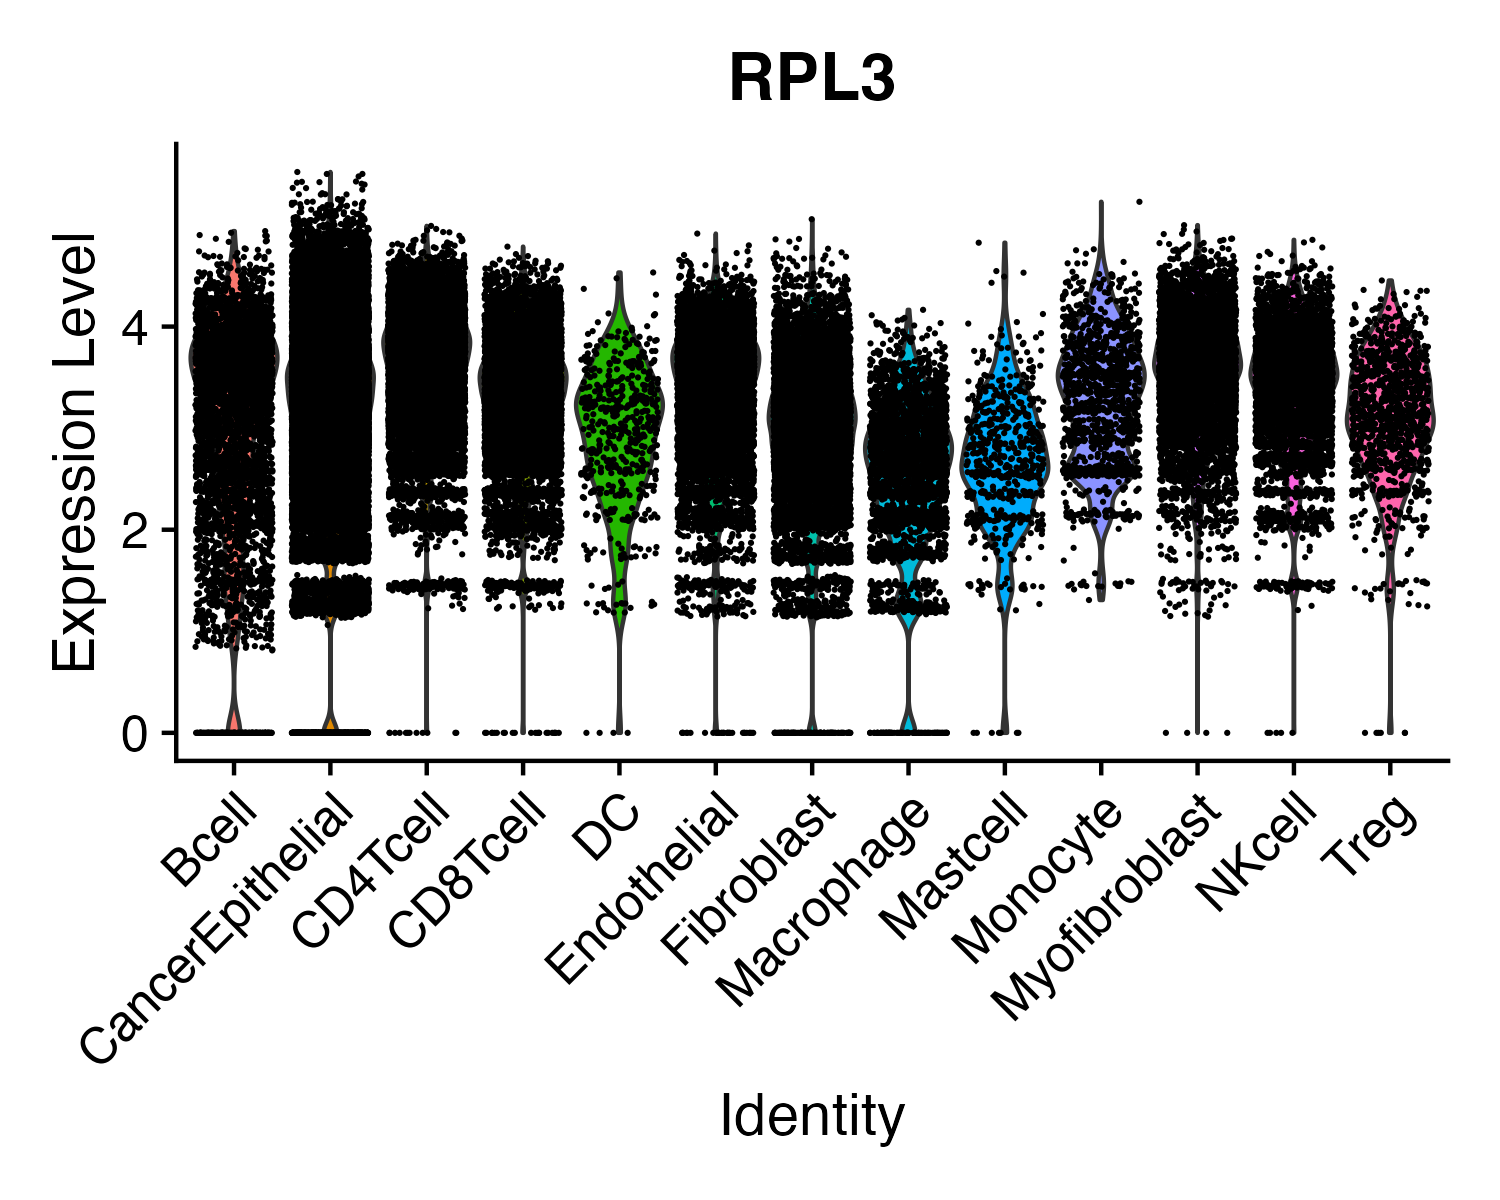 RPL3
Expression Level
4
2
0
Bcell
CancerEpithelial
CD4Tcell
CD8Tcell
DC
Endothelial
Fibroblast
Macrophage
Mastcell
Monocyte
Myofibroblast
NKcell
Treg
Identity